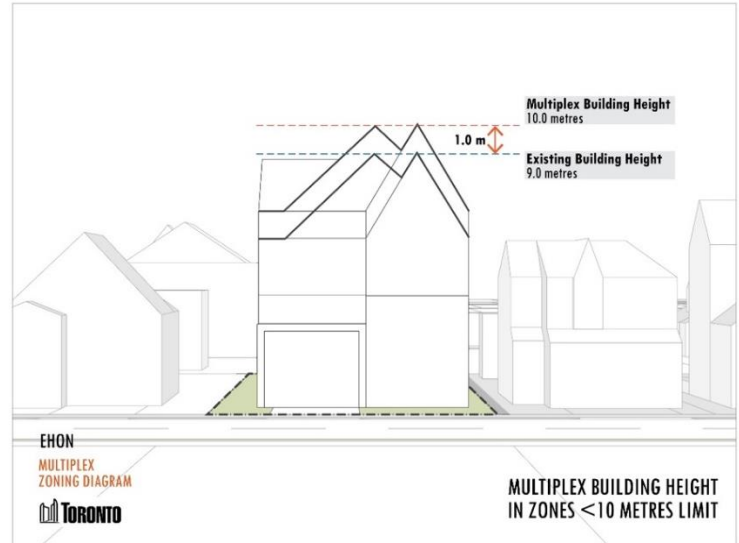 Multiplex Building Height
10.0 metres
1.0 m
Existing Building Height
9.0 metres
EHON
MULTIPLEX
ZONING DIAGRAM
TORONTO
MULTIPLEX BUILDING HEIGHT
IN ZONES <10 METRES LIMIT